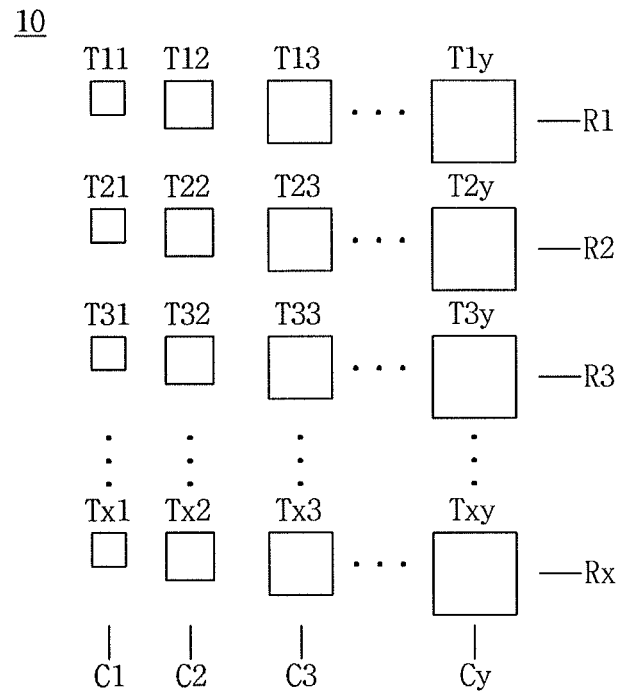 10
T11 T12 T13 T1y
. . . R1
T21 T22 T23 T2y
. . . R2
T31 T32 T33 T3y
. . . R3
Tx1 Tx2 Tx3 Txy
. . . Rx
C1 C2 C3 Cy